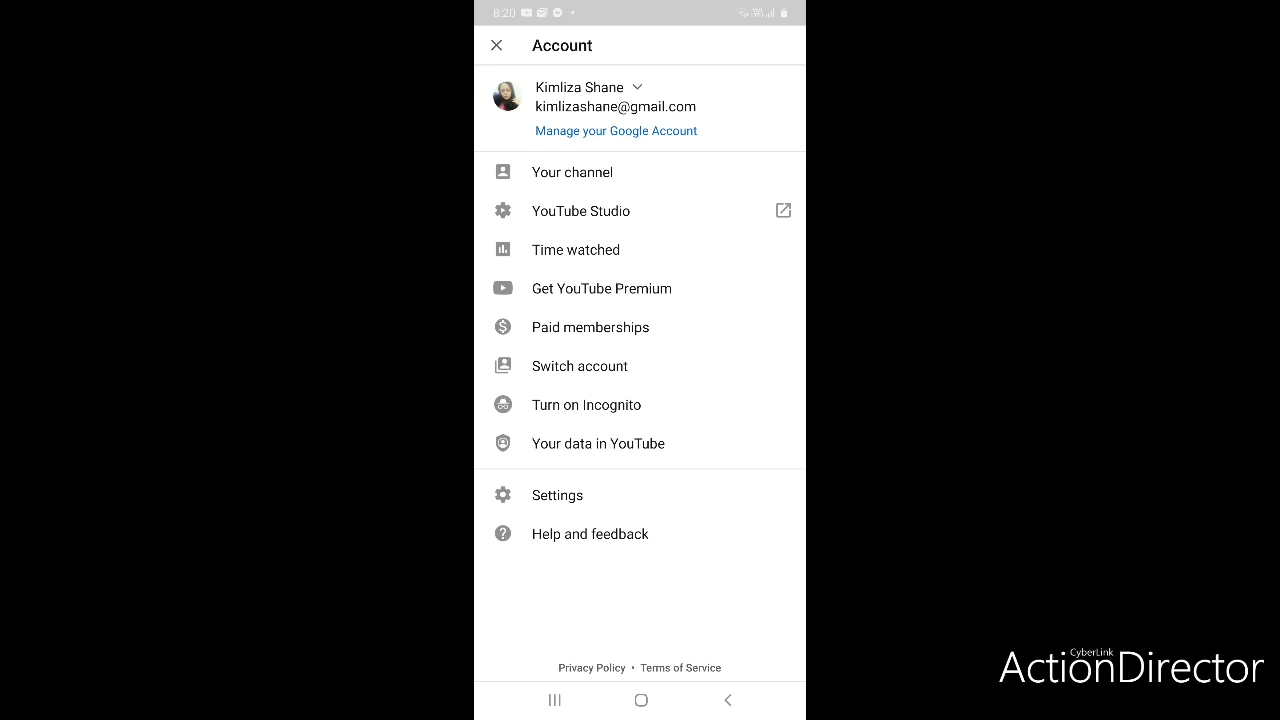 8:20
Account
Kimliza Shane
kimlizashane@gmail.com
Manage your Google Account
Your channel
YouTube Studio
Time watched
Get YouTube Premium
Paid memberships
Switch account
Turn on Incognito
Your data in YouTube
Settings
Help and feedback
Privacy Policy • Terms of Service
CyberLink
ActionDirector